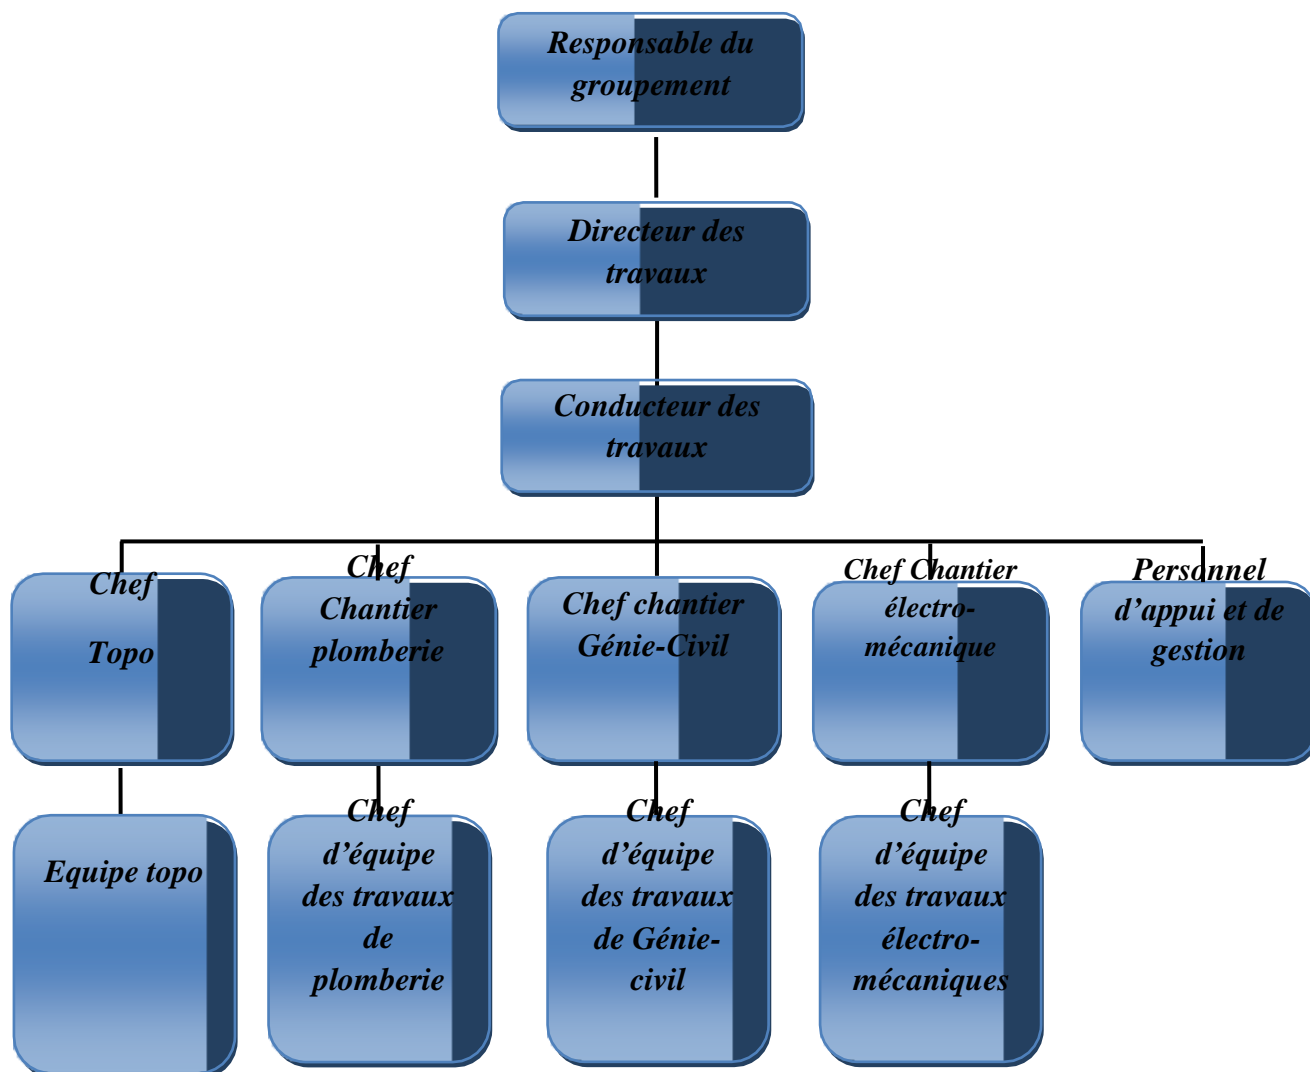 Responsable du
groupement
Directeur des
travaux
Conducteur des
travaux
Chef
Topo
Chef
Chantier
plomberie
Chef chantier
Génie-Civil
Chef Chantier
électro-
mécanique
Personnel
d’appui et de
gestion
Equipe topo
Chef
d’équipe
des travaux
de
plomberie
Chef
d’équipe
des travaux
de Génie-
civil
Chef
d’équipe
des travaux
électro-
mécaniques